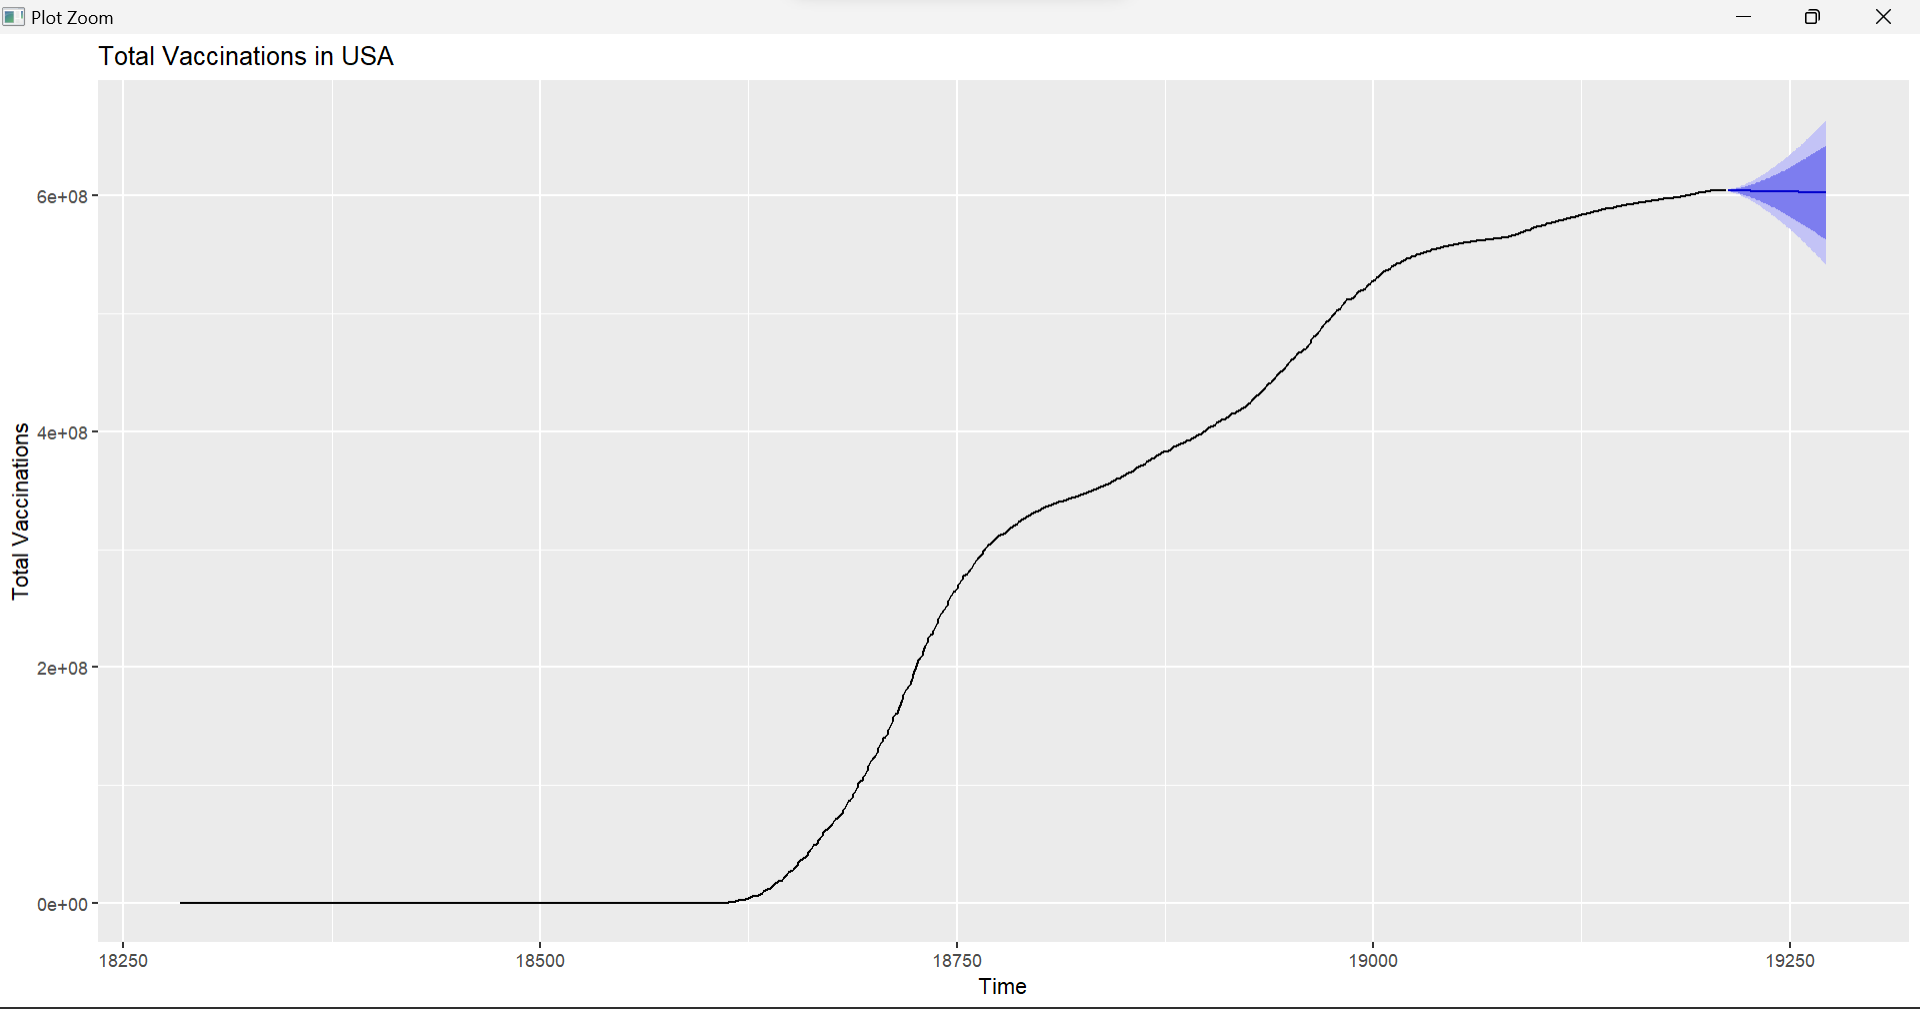 Plot Zoom
Total Vaccinations in USA
Total Vaccinations
6e+08
4e+08
2e+08
0e+00
18250 18500 18750 19000 19250
Time